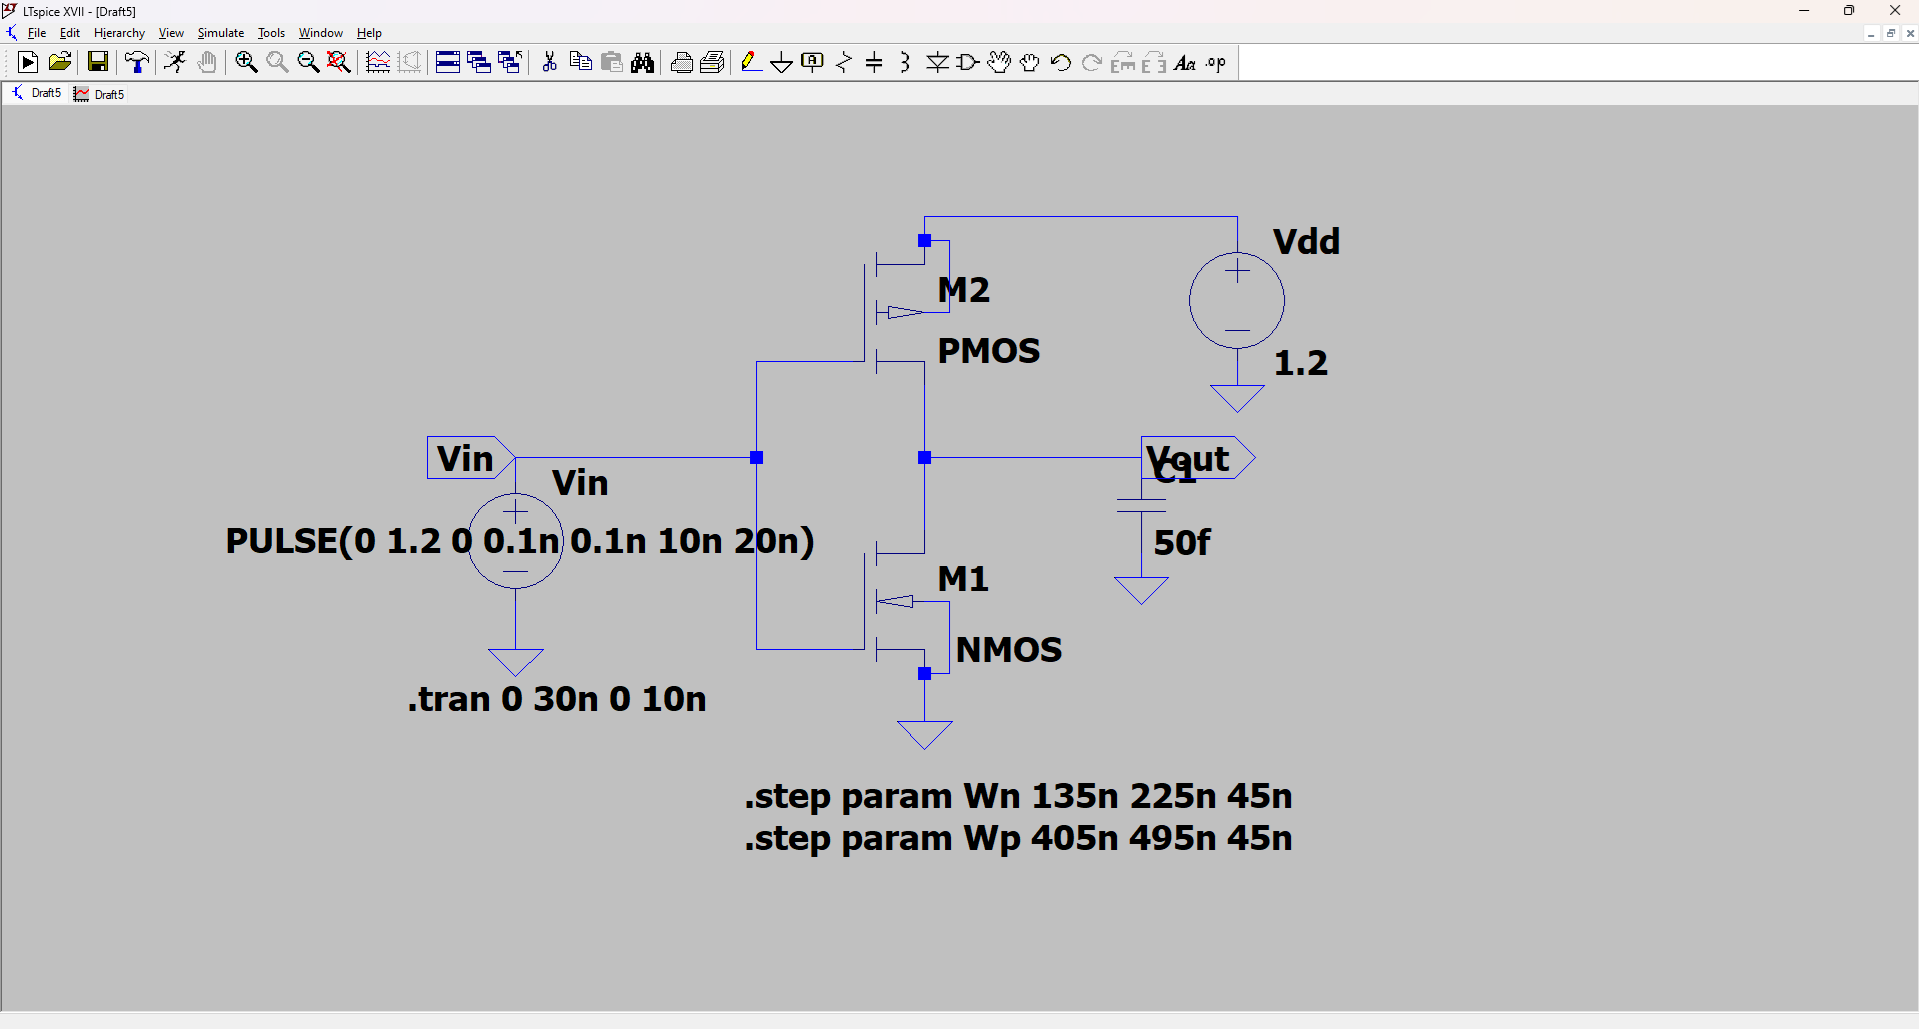 LTspice XVII - [Draft5]
File Edit Hierarchy View Simulate Tools Window Help
.op
Draft5 Draft5
Vdd
M2
PMOS
1.2
Vin
Vout
C1
Vin
PULSE(0 1.2 0 0.1n 0.1n 10n 20n)
50f
M1
NMOS
.tran 0 30n 0 10n
.step param Wn 135n 225n 45n
.step param Wp 405n 495n 45n